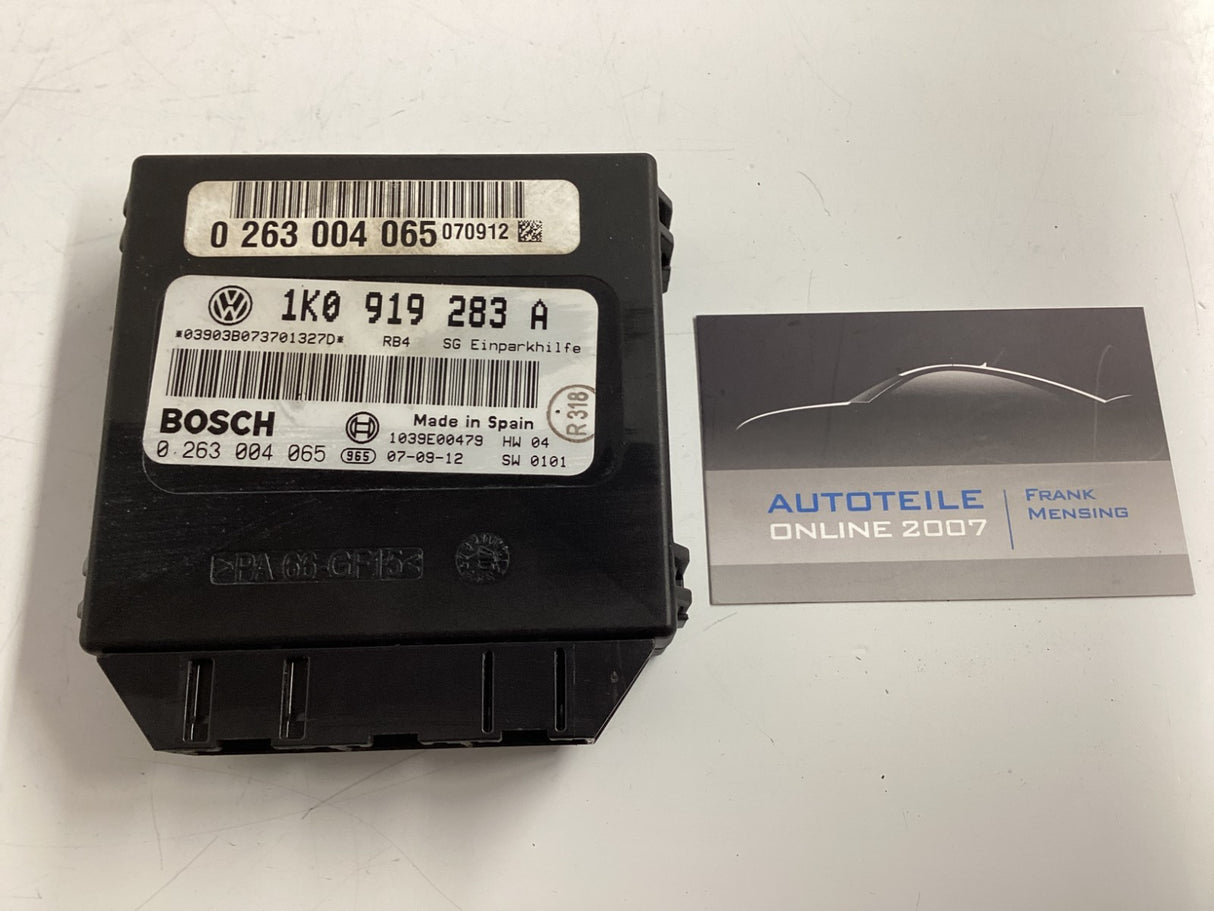 0 263 004 065 070912
1K0 919 283 A
*03903B073701327D* RB4 SG Einparkhilfe
BOSCH
Made in Spain
R 318
1039E00479 HW 04
0 263 004 065 965 07-09-12 SW 0101
>PA 66-GF15<
AUTOTEILE
ONLINE 2007
FRANK
MENSING